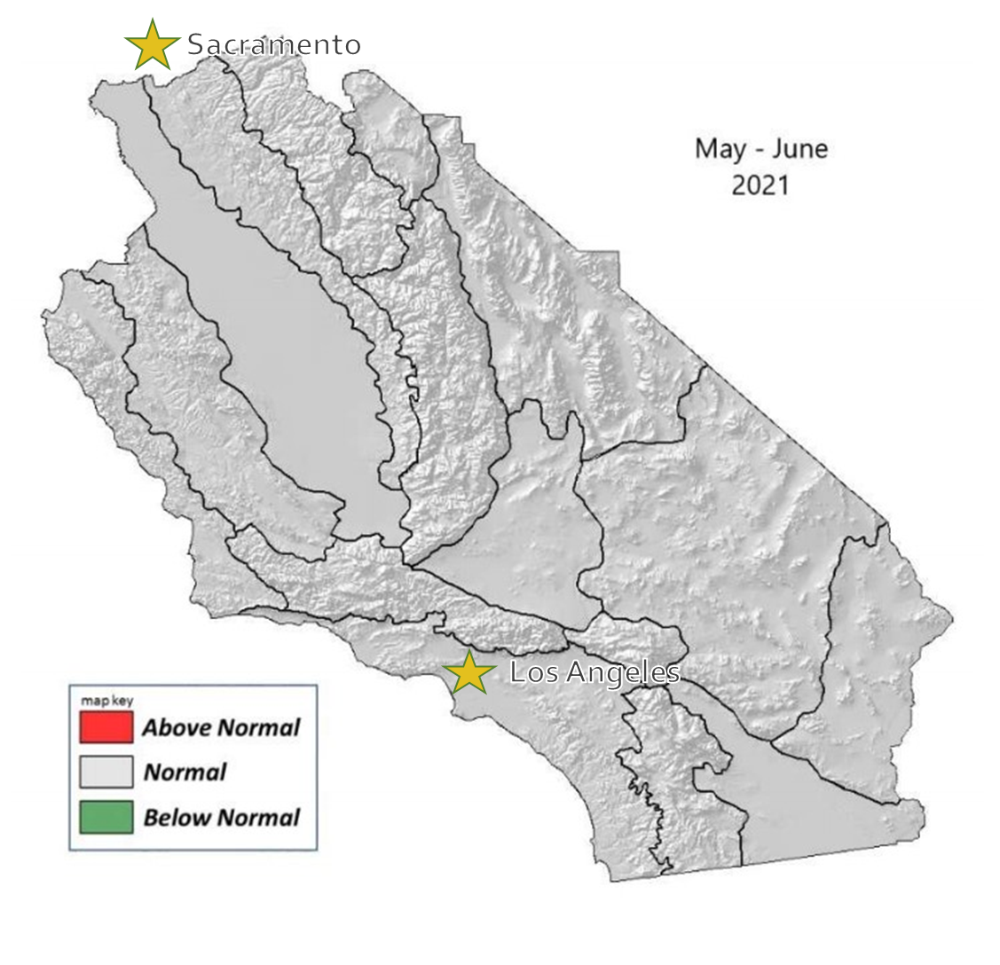 Sacramento
May - June
2021
Los Angeles
map key
Above Normal
Normal
Below Normal